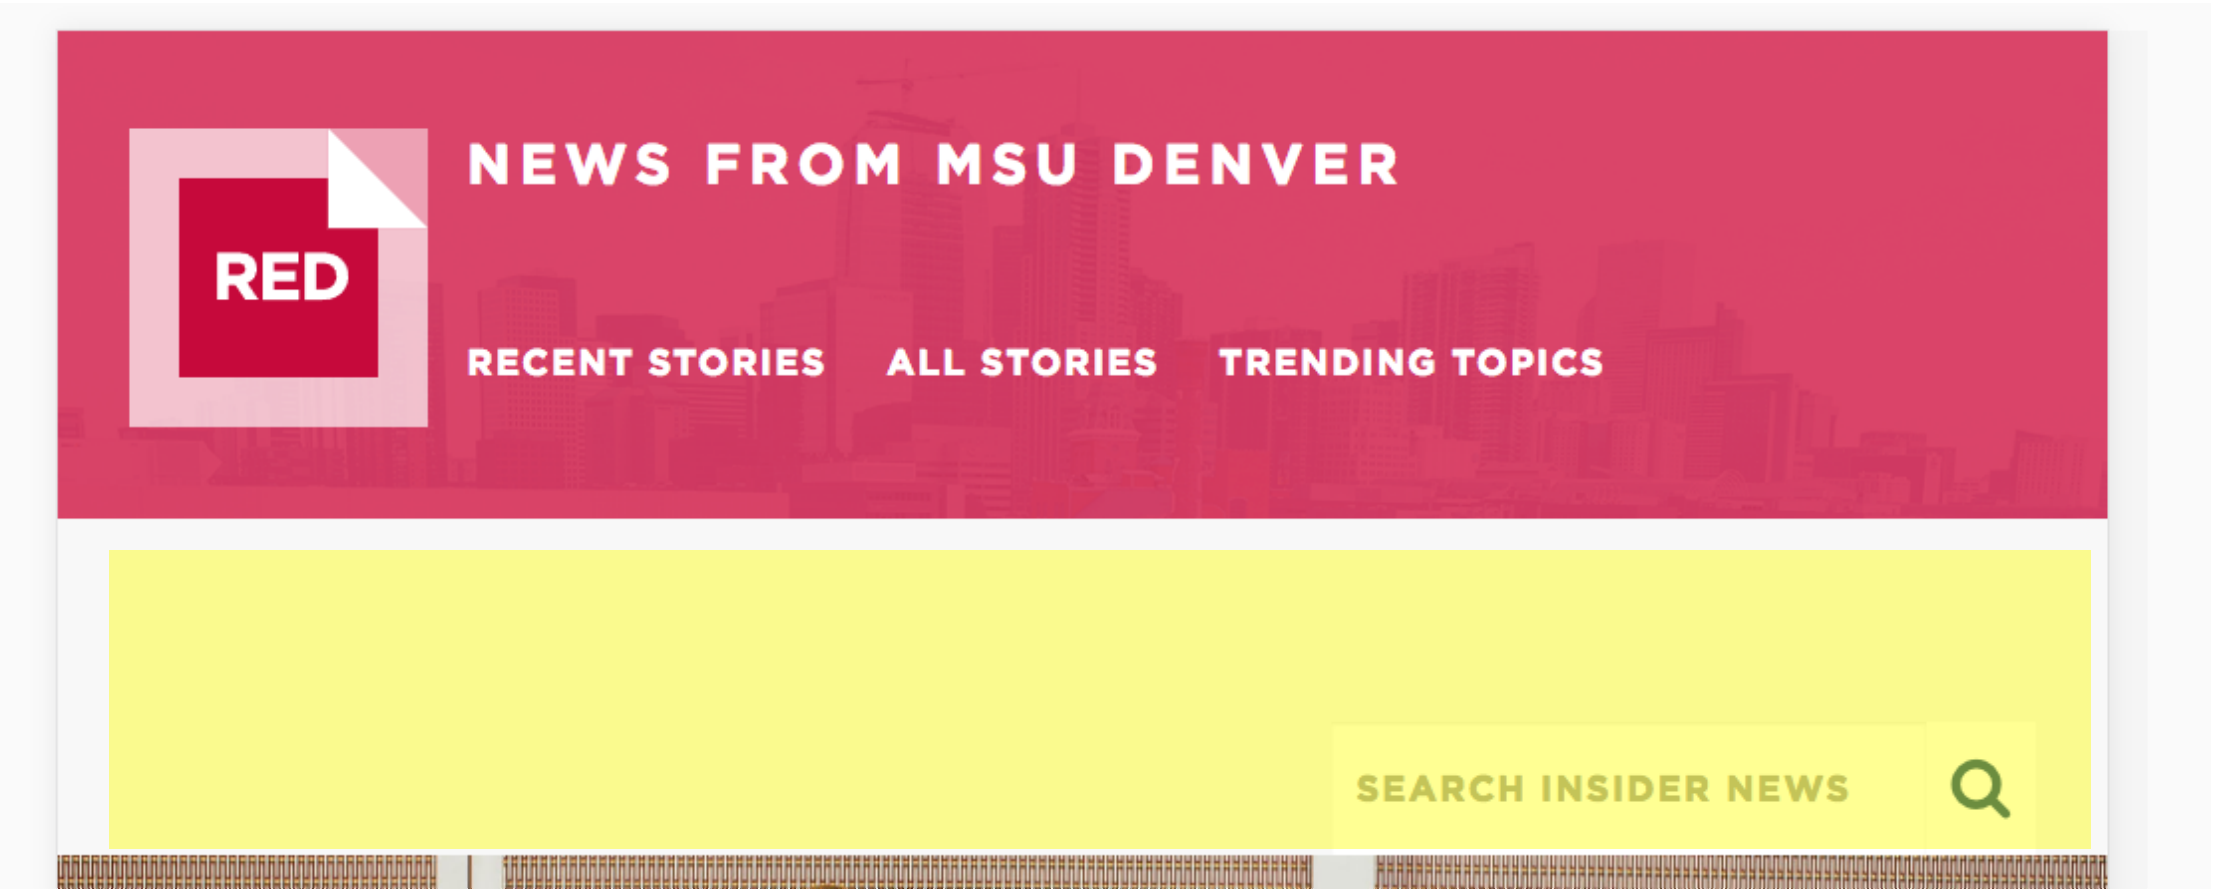 NEWS FROM MSU DENVER
RED
RECENT STORIES ALL STORIES TRENDING TOPICS
SEARCH INSIDER NEWS